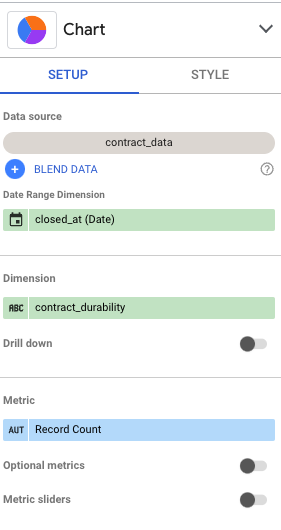 Chart
SETUP STYLE
Data source
contract_data
+ BLEND DATA ?
Date Range Dimension
closed_at (Date)
Dimension
ABC contract_durability
Drill down
Metric
AUT Record Count
Optional metrics
Metric sliders